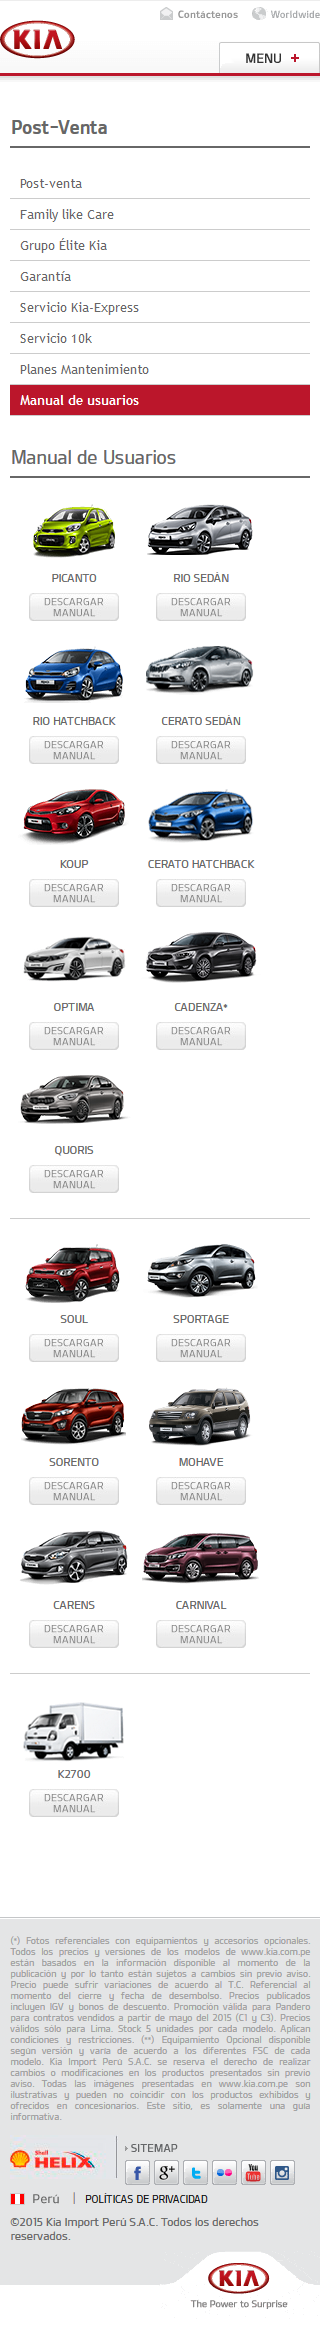 Contáctenos Worldwide
KIA
MENU +
Post-Venta
Post-venta
Family like Care
Grupo Élite Kia
Garantía
Servicio Kia-Express
Servicio 10k
Planes Mantenimiento
Manual de usuarios
Manual de Usuarios
PICANTO RIO SEDÁN
DESCARGAR DESCARGAR
MANUAL MANUAL
RIO HATCHBACK CERATO SEDÁN
DESCARGAR DESCARGAR
MANUAL MANUAL
KOUP CERATO HATCHBACK
DESCARGAR DESCARGAR
MANUAL MANUAL
OPTIMA CADENZA*
DESCARGAR DESCARGAR
MANUAL MANUAL
QUORIS
DESCARGAR
MANUAL
SOUL SPORTAGE
DESCARGAR DESCARGAR
MANUAL MANUAL
SORENTO MOHAVE
DESCARGAR DESCARGAR
MANUAL MANUAL
CARENS CARNIVAL
DESCARGAR DESCARGAR
MANUAL MANUAL
K2700
DESCARGAR
MANUAL
(*) Fotos referenciales con equipamientos y accesorios opcionales.
Todos los precios y versiones de los modelos de www.kia.com.pe
están basados en la información disponible al momento de la
publicación y por lo tanto están sujetos a cambios sin previo aviso.
Precio puede sufrir variaciones de acuerdo al T.C. Referencial al
momento del cierre y fecha de desembolso. Precios publicados
incluyen IGV y bonos de descuento. Promoción válida para Pandero
para contratos vendidos a partir de mayo del 2015 (C1 y C3). Precios
válidos sólo para Lima. Stock 5 unidades por cada modelo. Aplican
condiciones y restricciones. (**) Equipamiento Opcional disponible
según versión y varía de acuerdo a los diferentes FSC de cada
modelo. Kia Import Perú S.A.C. se reserva el derecho de realizar
cambios o modificaciones en los productos presentados sin previo
aviso. Todas las imágenes presentadas en www.kia.com.pe son
ilustrativas y pueden no coincidir con los productos exhibidos y
ofrecidos en concesionarios. Este sitio, es solamente una guía
informativa.
Shell HELIX
› SITEMAP
f g+ t You Tube
Perú | POLÍTICAS DE PRIVACIDAD
©2015 Kia Import Perú S.A.C. Todos los derechos
reservados.
KIA
The Power to Surprise